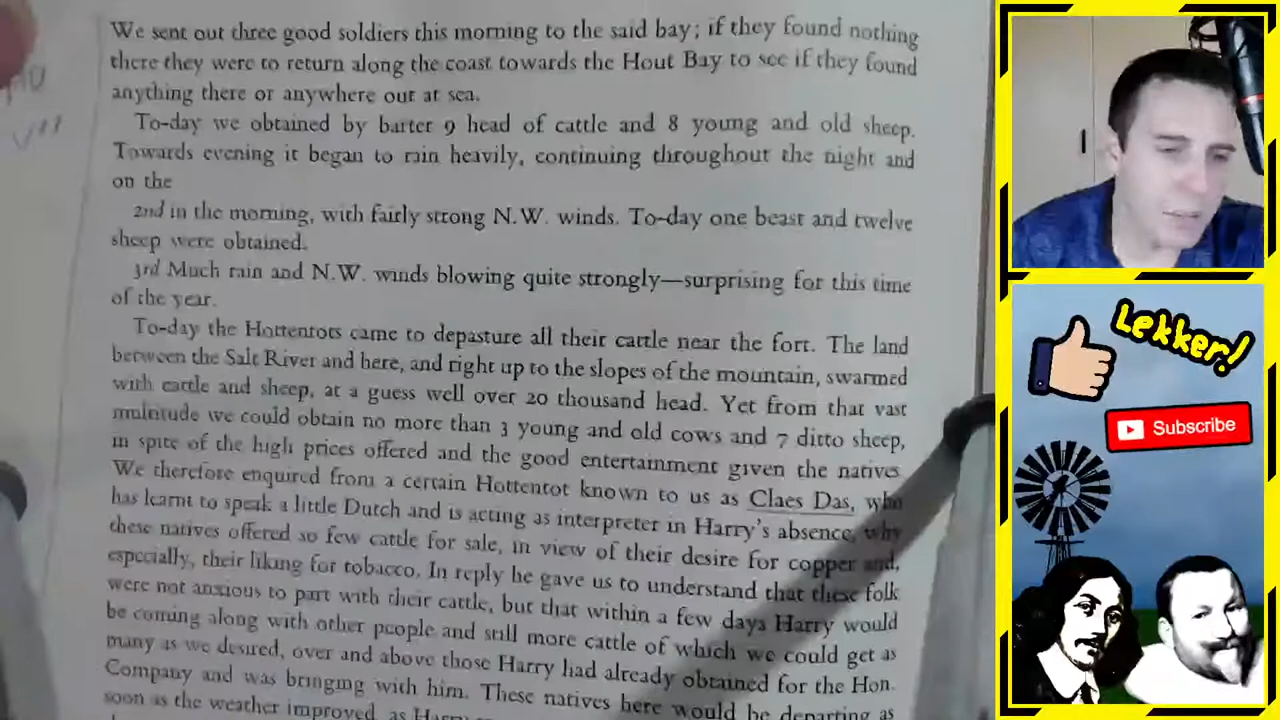 We sent out three good soldiers this morning to the said bay; if they found nothing
there they were to return along the coast towards the Hout Bay to see if they found
anything there or anywhere out at sea.
To-day we obtained by barter 9 head of cattle and 8 young and old sheep.
Towards evening it began to rain heavily, continuing throughout the night and
on the
2nd in the morning, with fairly strong N.W. winds. To-day one beast and twelve
sheep were obtained.
3rd Much rain and N.W. winds blowing quite strongly—surprising for this time
of the year.
To-day the Hottentots came to depasture all their cattle near the fort. The land
between the Salt River and here, and right up to the slopes of the mountain, swarmed
with cattle and sheep, at a guess well over 20 thousand head. Yet from that vast
multitude we could obtain no more than 3 young and old cows and 7 ditto sheep,
in spite of the high prices offered and the good entertainment given the natives
We therefore enquired from a certain Hottentot known to us as Claes Das, who
has learnt to speak a little Dutch and is acting as interpreter in Harry's absence, why
these natives offered so few cattle for sale, in view of their desire for copper and,
especially, their liking for tobacco. In reply he gave us to understand that these folk
were not anxious to part with their cattle, but that within a few days Harry would
be coming along with other people and still more cattle of which we could get as
many as we desired, over and above those Harry had already obtained for the Hon.
Company and was bringing with him. These natives here would be departing as
soon as the weather improved, as
Lekker!
Subscribe